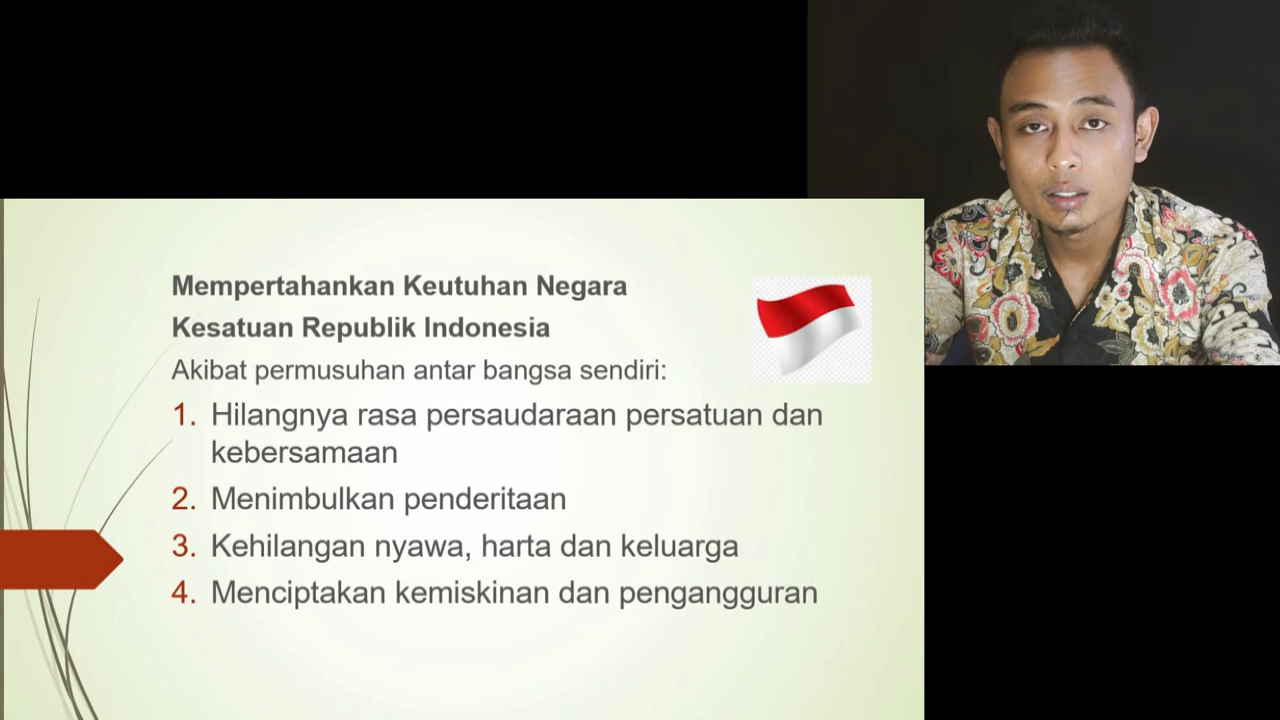 Mempertahankan Keutuhan Negara
Kesatuan Republik Indonesia
Akibat permusuhan antar bangsa sendiri:
1. Hilangnya rasa persaudaraan persatuan dan
kebersamaan
2. Menimbulkan penderitaan
3. Kehilangan nyawa, harta dan keluarga
4. Menciptakan kemiskinan dan pengangguran